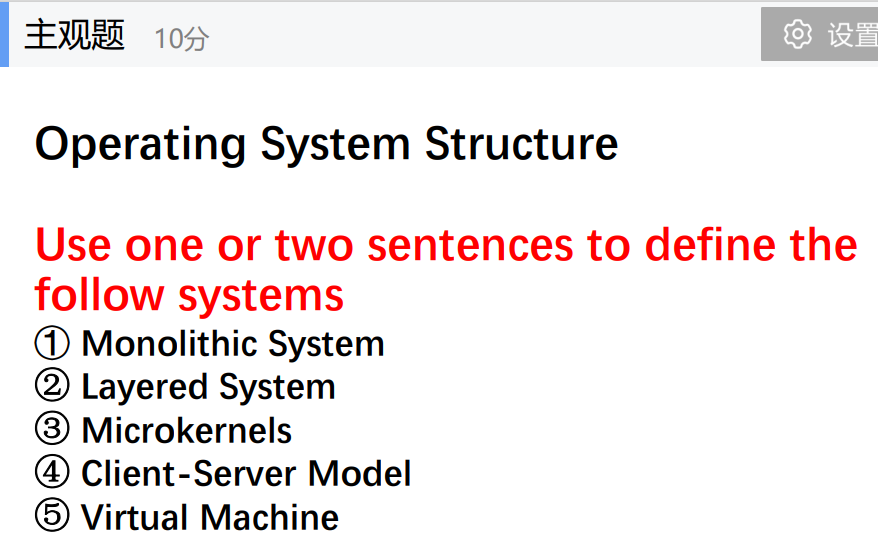 主观题 10分 设置
Operating System Structure
Use one or two sentences to define the
follow systems
① Monolithic System
② Layered System
③ Microkernels
④ Client-Server Model
⑤ Virtual Machine